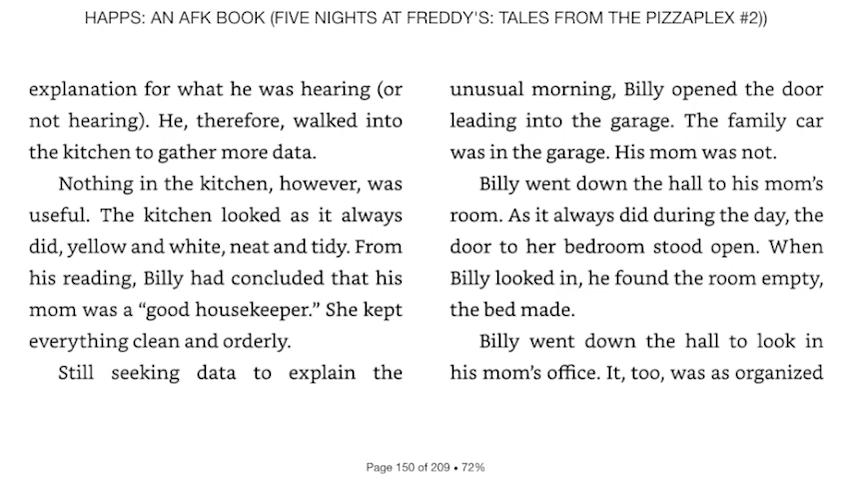 HAPPS: AN AFK BOOK (FIVE NIGHTS AT FREDDY'S: TALES FROM THE PIZZAPLEX #2))
explanation for what he was hearing (or
not hearing). He, therefore, walked into
the kitchen to gather more data.
Nothing in the kitchen, however, was
useful. The kitchen looked as it always
did, yellow and white, neat and tidy. From
his reading, Billy had concluded that his
mom was a “good housekeeper.” She kept
everything clean and orderly.
Still seeking data to explain the
unusual morning, Billy opened the door
leading into the garage. The family car
was in the garage. His mom was not.
Billy went down the hall to his mom’s
room. As it always did during the day, the
door to her bedroom stood open. When
Billy looked in, he found the room empty,
the bed made.
Billy went down the hall to look in
his mom’s office. It, too, was as organized
Page 150 of 209 • 72%